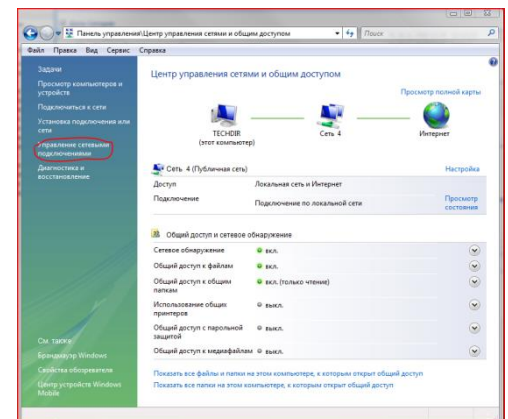 Панель управления\Центр управления сетями и общим доступом
Поиск
Файл Правка Вид Сервис Справка
Задачи
Просмотр компьютеров и
устройств
Подключиться к сети
Установка подключения или
сети
Управление сетевыми
подключениями
Диагностика и
восстановление
См. также
Брандмауэр Windows
Свойства обозревателя
Центр устройств Windows
Mobile
Центр управления сетями и общим доступом
Просмотр полной карты
TECHDIR
(этот компьютер)
Сеть 4
Интернет
Сеть 4 (Публичная сеть)
Настройка
Доступ Локальная сеть и Интернет
Подключение Подключение по локальной сети
Просмотр
состояния
Общий доступ и сетевое обнаружение
Сетевое обнаружение вкл.
Общий доступ к файлам вкл.
Общий доступ к общим
папкам вкл. (только чтение)
Использование общих
принтеров выкл.
Общий доступ с парольной
защитой выкл.
Общий доступ к медиафайлам выкл.
Показать все файлы и папки на этом компьютере, к которым открыт общий доступ
Показать все папки на этом компьютере, к которым открыт общий доступ